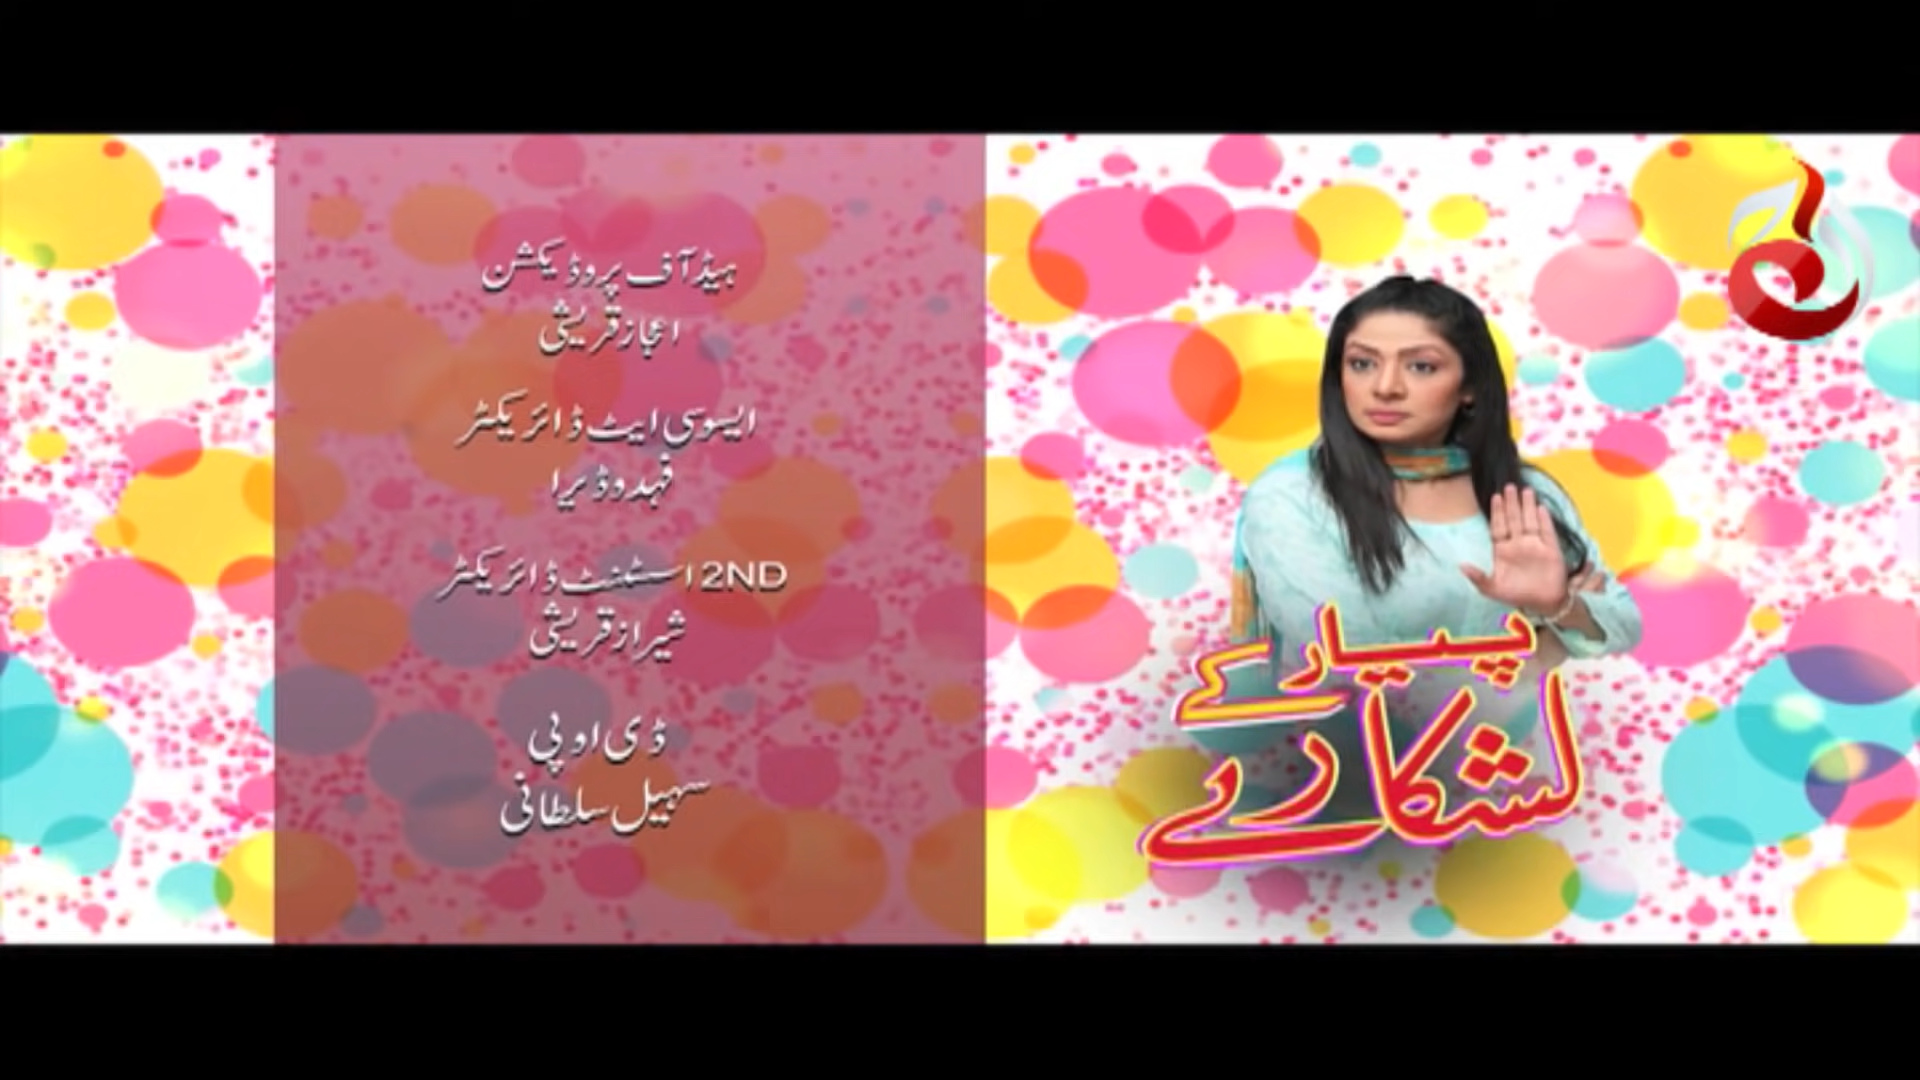 ہیڈ آف پروڈیکشن
اعجاز قریشی
ایسوسی ایٹ ڈائریکٹر
فہد وڈیرا
2ND اسسٹنٹ ڈائریکٹر
شیراز قریشی
ڈی او پی
سہیل سلطانی
پیار کے
لشکارے